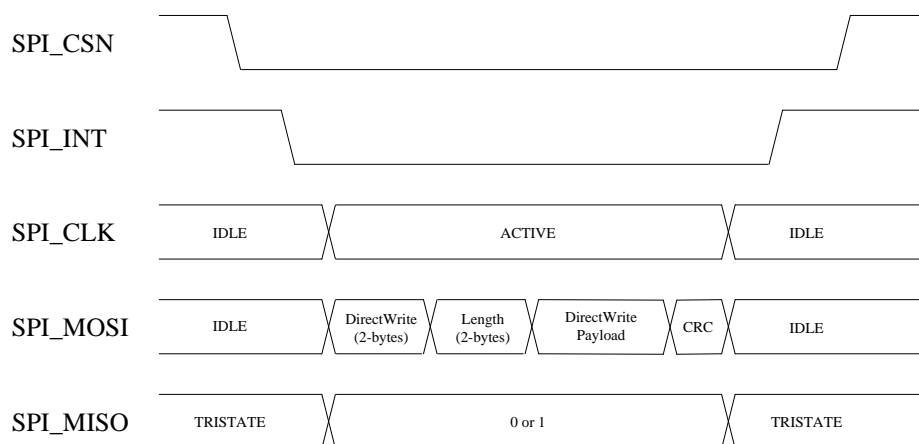 SPI_CSN
SPI_INT
SPI_CLK
IDLE
ACTIVE
IDLE
SPI_MOSI
IDLE
DirectWrite
(2-bytes)
Length
(2-bytes)
DirectWrite
Payload
CRC
IDLE
SPI_MISO
TRISTATE
0 or 1
TRISTATE